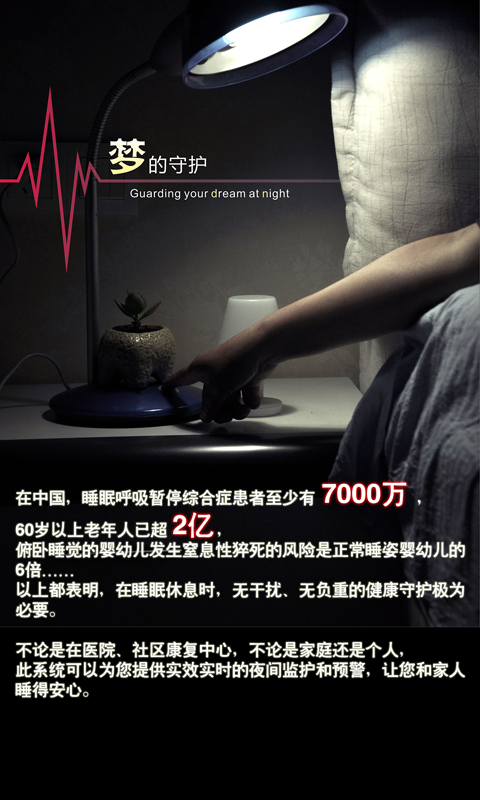 梦的守护
Guarding your dream at night
在中国，睡眠呼吸暂停综合症患者至少有 7000万，
60岁以上老年人已超 2亿，
俯卧睡觉的婴幼儿发生窒息性猝死的风险是正常睡姿婴幼儿的
6倍……
以上都表明，在睡眠休息时，无干扰、无负重的健康守护极为
必要。
不论是在医院、社区康复中心，不论是家庭还是个人，
此系统可以为您提供实效实时的夜间监护和预警，让您和家人
睡得安心。